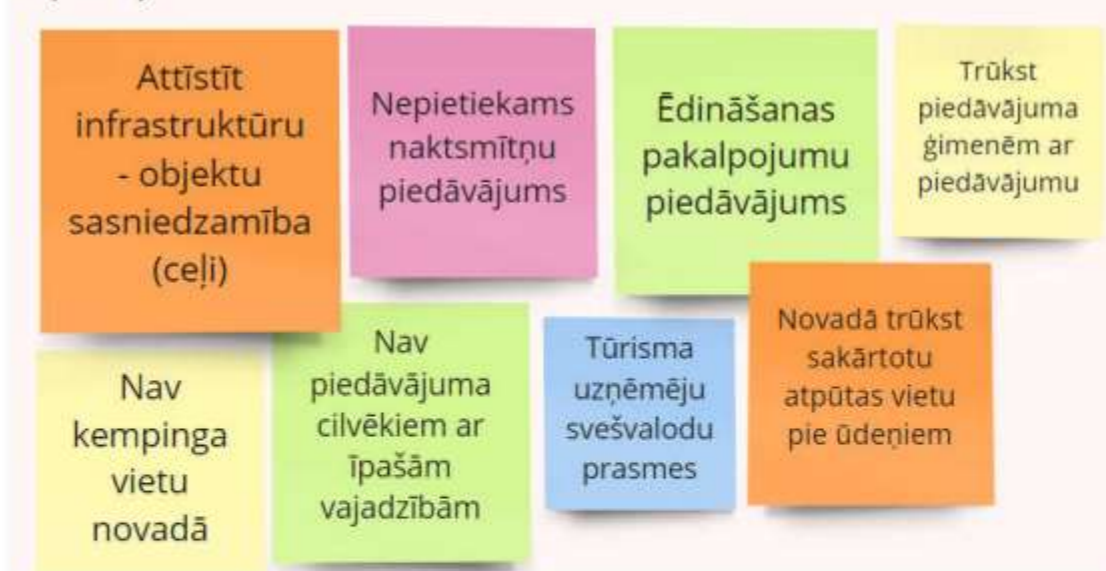 Attīstīt
infrastruktūru
- objektu
sasniedzamība
(ceļi)
Nepietiekams
naktsmītņu
piedāvājums
Ēdināšanas
pakalpojumu
piedāvājums
Trūkst
piedāvājuma
ģimenēm ar
piedāvājumu
Nav
kempinga
vietu
novadā
Nav
piedāvājuma
cilvēkiem ar
īpašām
vajadzībām
Tūrisma
uzņēmēju
svešvalodu
prasmes
Novadā trūkst
sakārtotu
atpūtas vietu
pie ūdeņiem